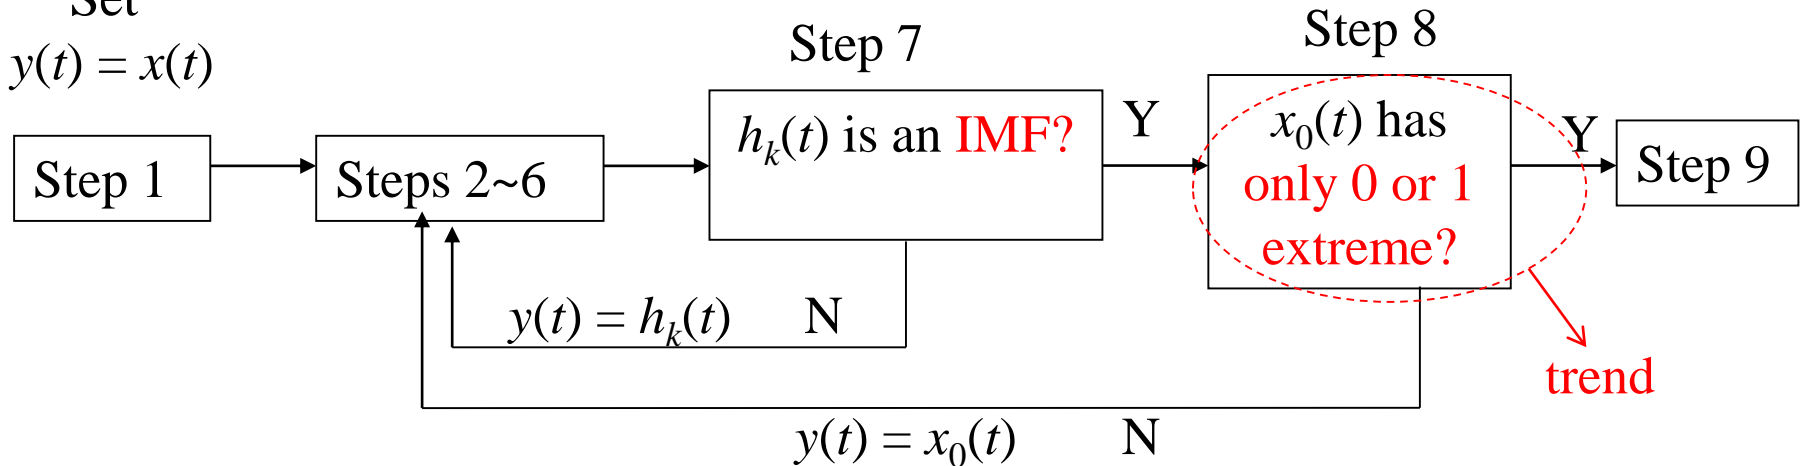 Set
y(t) = x(t)
Step 1
Steps 2~6
Step 7
hₖ(t) is an IMF?
Y
Step 8
x₀(t) has
only 0 or 1
extreme?
Y
Step 9
y(t) = hₖ(t) N
trend
y(t) = x₀(t) N